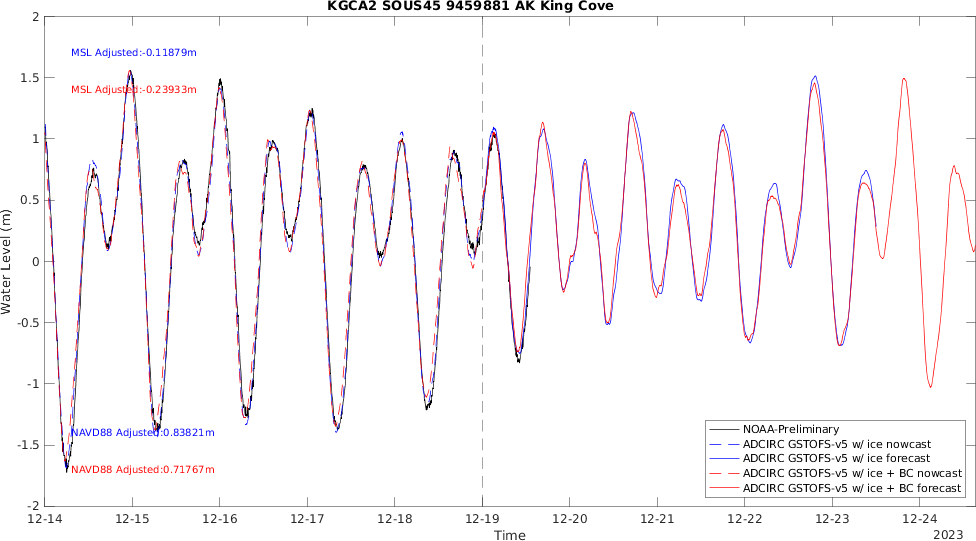 KGCA2 SOUS45 9459881 AK King Cove
MSL Adjusted:-0.11879m
MSL Adjusted:-0.23933m
NAVD88 Adjusted:0.83821m
NAVD88 Adjusted:0.71767m
Water Level (m)
2
1.5
1
0.5
0
-0.5
-1
-1.5
-2
NOAA-Preliminary
ADCIRC GSTOFS-v5 w/ ice nowcast
ADCIRC GSTOFS-v5 w/ ice forecast
ADCIRC GSTOFS-v5 w/ ice + BC nowcast
ADCIRC GSTOFS-v5 w/ ice + BC forecast
12-14 12-15 12-16 12-17 12-18 12-19 12-20 12-21 12-22 12-23 12-24
Time
2023